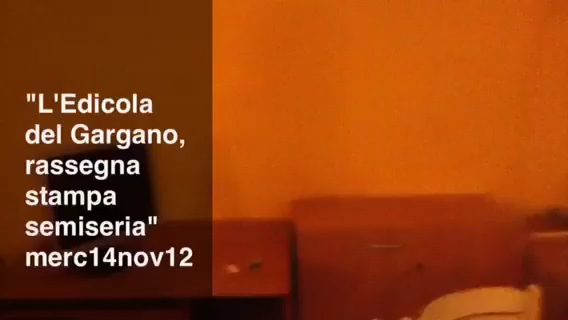 "L'Edicola
del Gargano,
rassegna
stampa
semiseria"
merc14nov12